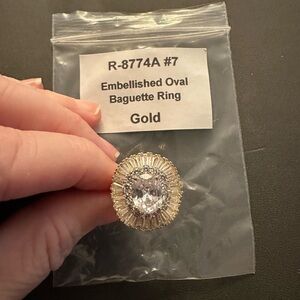 R-8774A #7
Embellished Oval
Baguette Ring
Gold